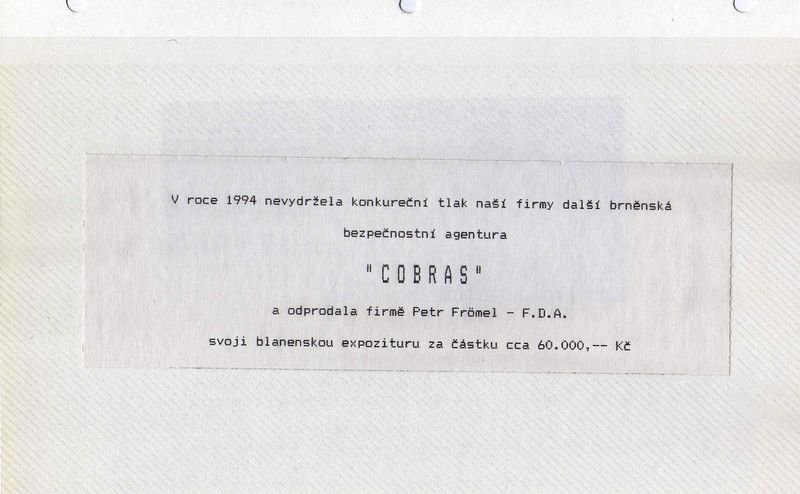 V roce 1994 nevydržela konkureční tlak naší firmy další brněnská
bezpečnostní agentura
"COBRAS"
a odprodala firmě Petr Frömel - F.D.A.
svoji blanenskou expozituru za částku cca 60.000,-- Kč